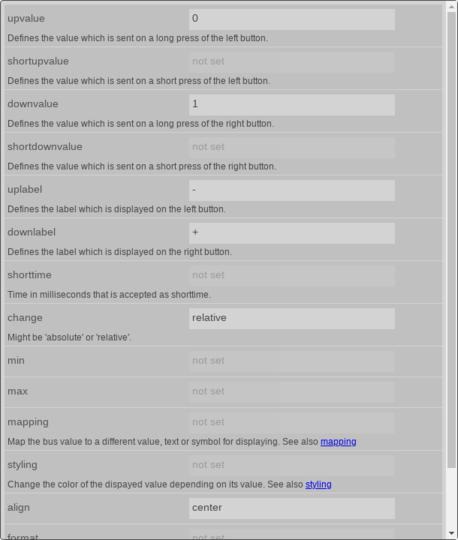 upvalue 0
Defines the value which is sent on a long press of the left button.
shortupvalue not set
Defines the value which is sent on a short press of the left button.
downvalue 1
Defines the value which is sent on a long press of the right button.
shortdownvalue not set
Defines the value which is sent on a short press of the right button.
uplabel -
Defines the label which is displayed on the left button.
downlabel +
Defines the label which is displayed on the right button.
shorttime not set
Time in milliseconds that is accepted as shorttime.
change relative
Might be 'absolute' or 'relative'.
min not set
max not set
mapping not set
Map the bus value to a different value, text or symbol for displaying. See also mapping
styling not set
Change the color of the dispayed value depending on its value. See also styling
align center
format not set